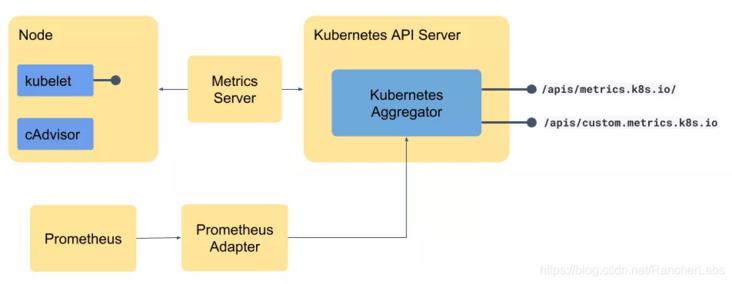 Node
kubelet
cAdvisor
Metrics
Server
Kubernetes API Server
Kubernetes
Aggregator
/apis/metrics.k8s.io/
/apis/custom.metrics.k8s.io
Prometheus
Prometheus
Adapter
https://blog.csdn.net/RancherLabs